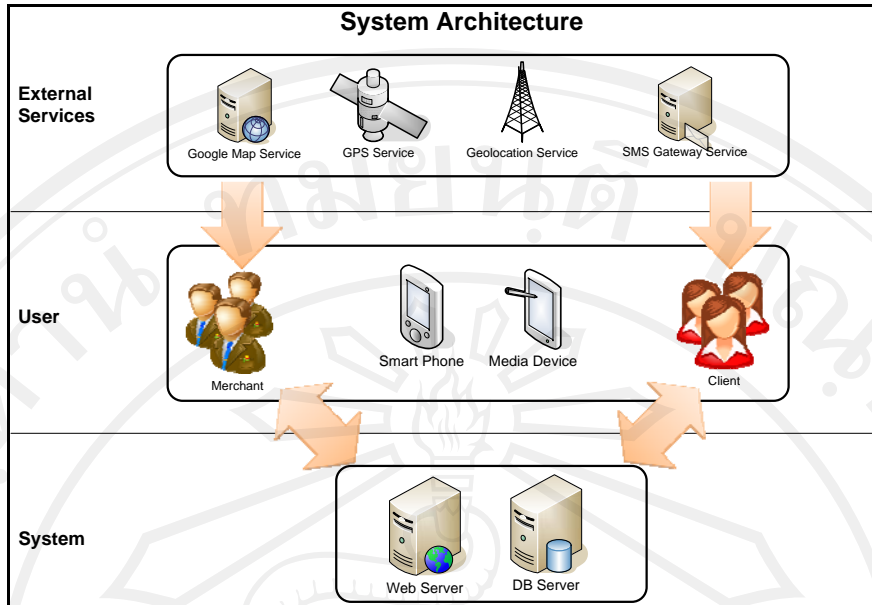 System Architecture
External
Services
Google Map Service
GPS Service
Geolocation Service
SMS Gateway Service
User
Merchant
Smart Phone
Media Device
Client
System
Web Server
DB Server